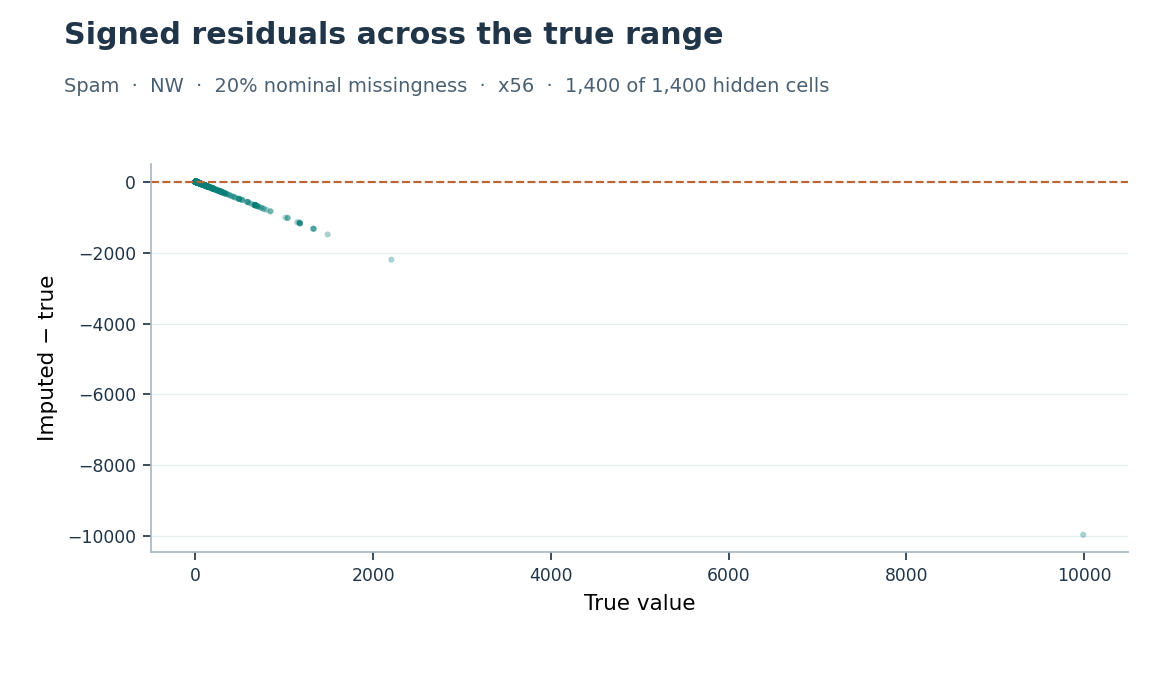 Signed residuals across the true range
Spam · NW · 20% nominal missingness · x56 · 1,400 of 1,400 hidden cells
0
−2000
−4000
−6000
−8000
−10000
Imputed − true
0 2000 4000 6000 8000 10000
True value